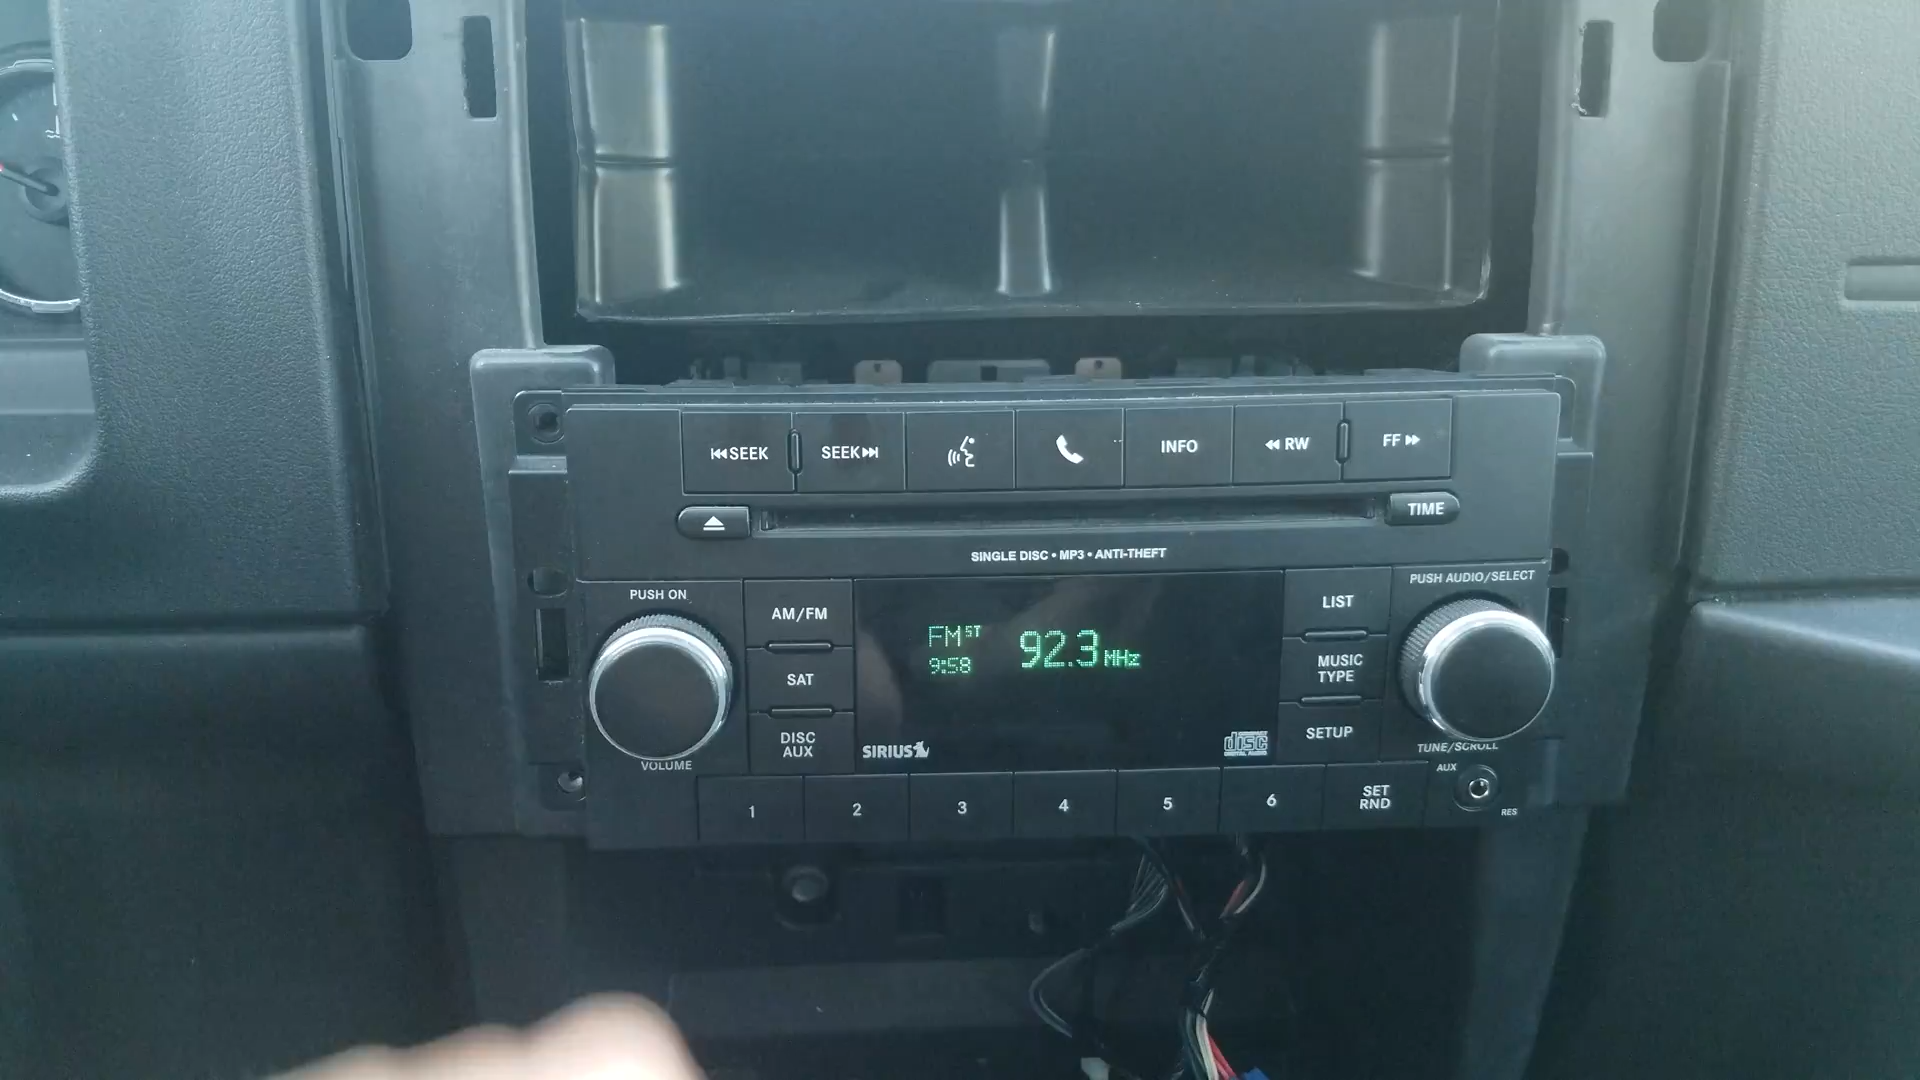 SEEK
SEEK
INFO
RW
FF
TIME
SINGLE DISC • MP3 • ANTI-THEFT
PUSH ON
VOLUME
AM/FM
SAT
DISC
AUX
FM ST
9:58
92.3 MHz
SIRIUS
COMPACT
disc
DIGITAL AUDIO
LIST
MUSIC
TYPE
SETUP
PUSH AUDIO/SELECT
TUNE/SCROLL
AUX
RES
1
2
3
4
5
6
SET
RND